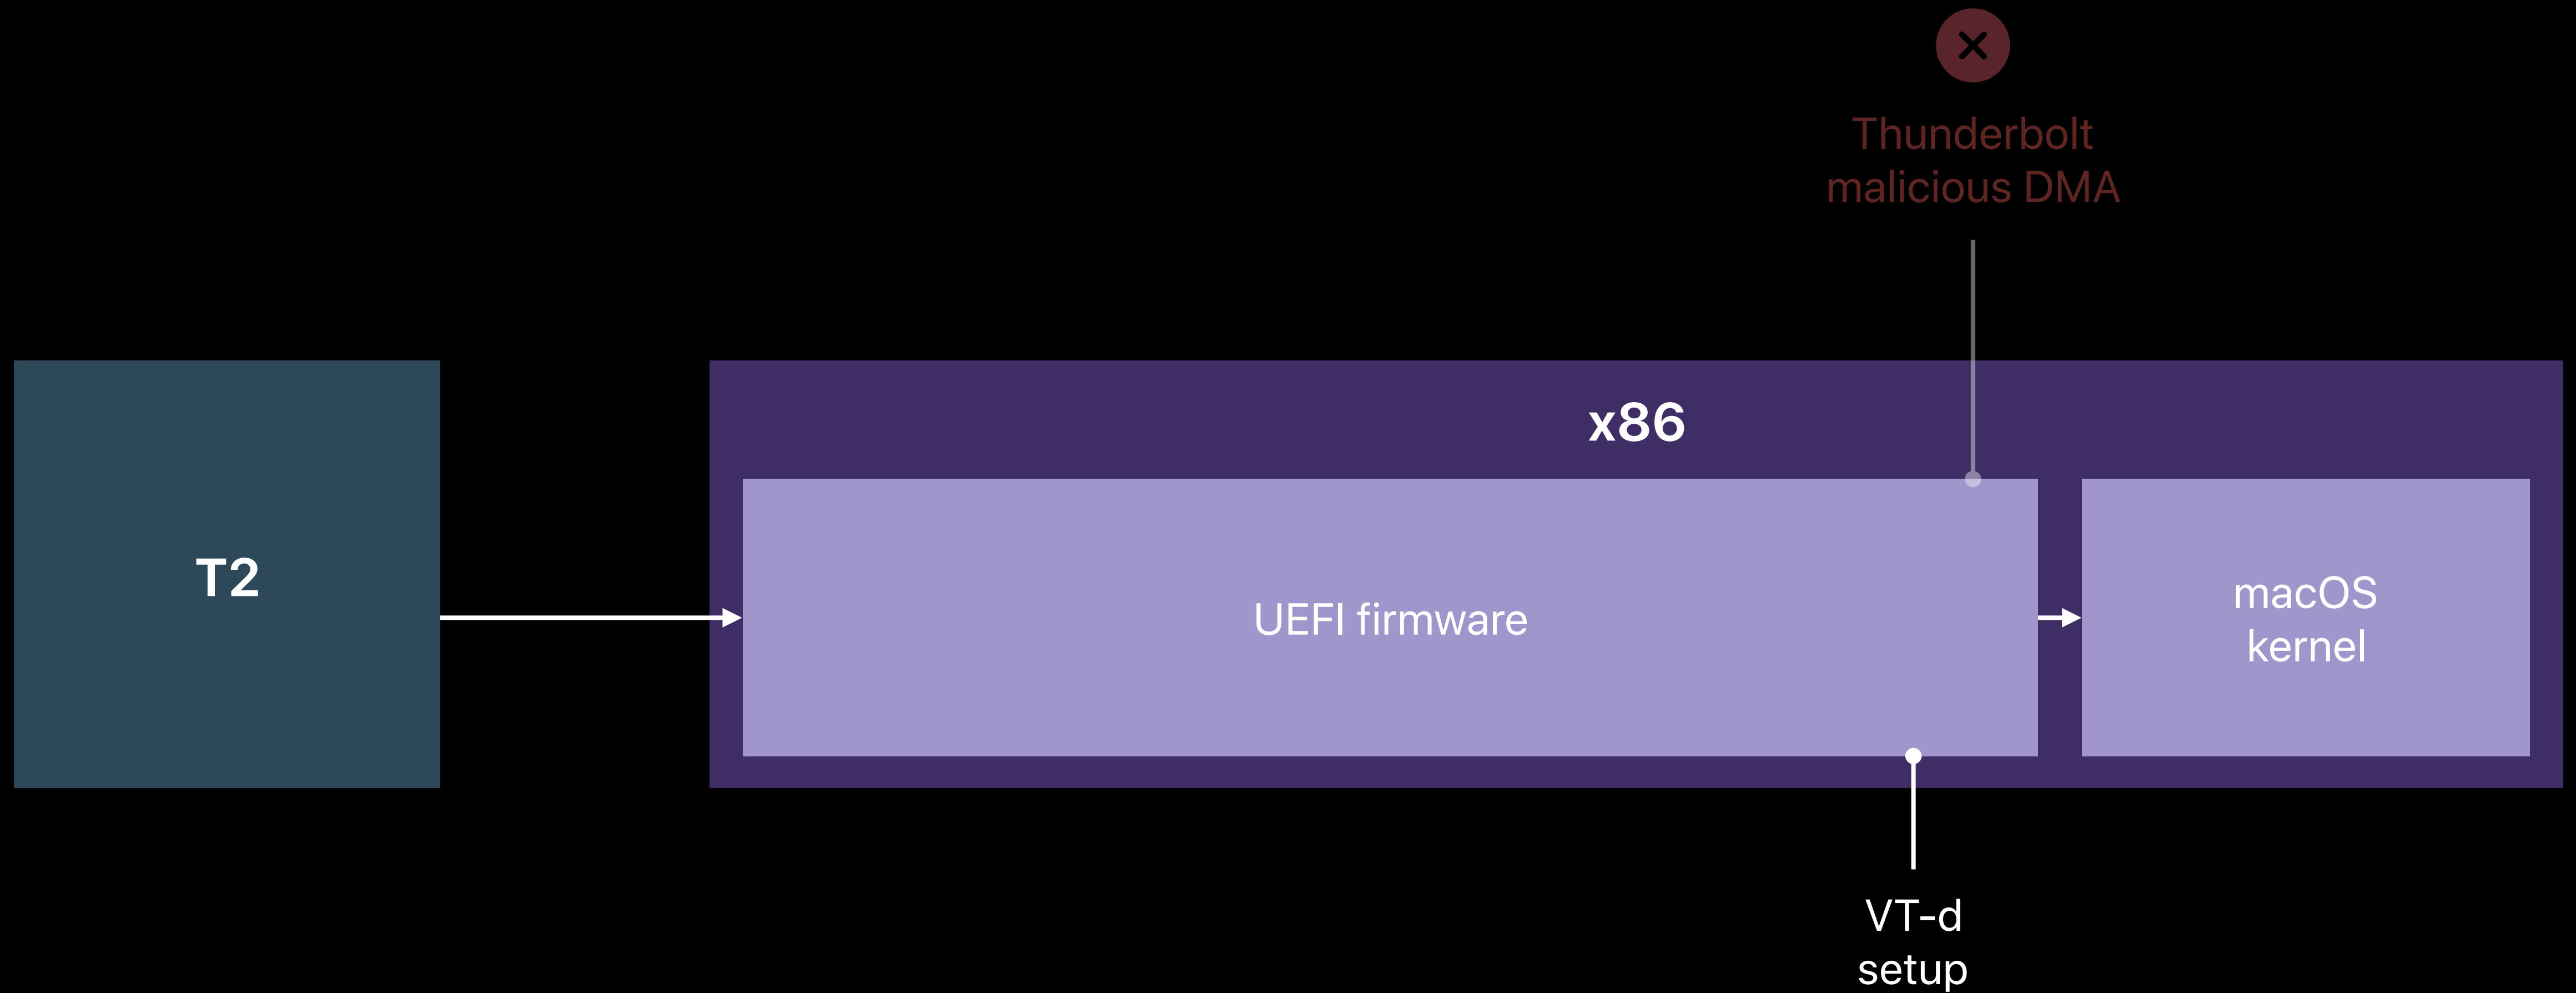 Thunderbolt
malicious DMA
x86
T2
UEFI firmware
macOS
kernel
VT-d
setup